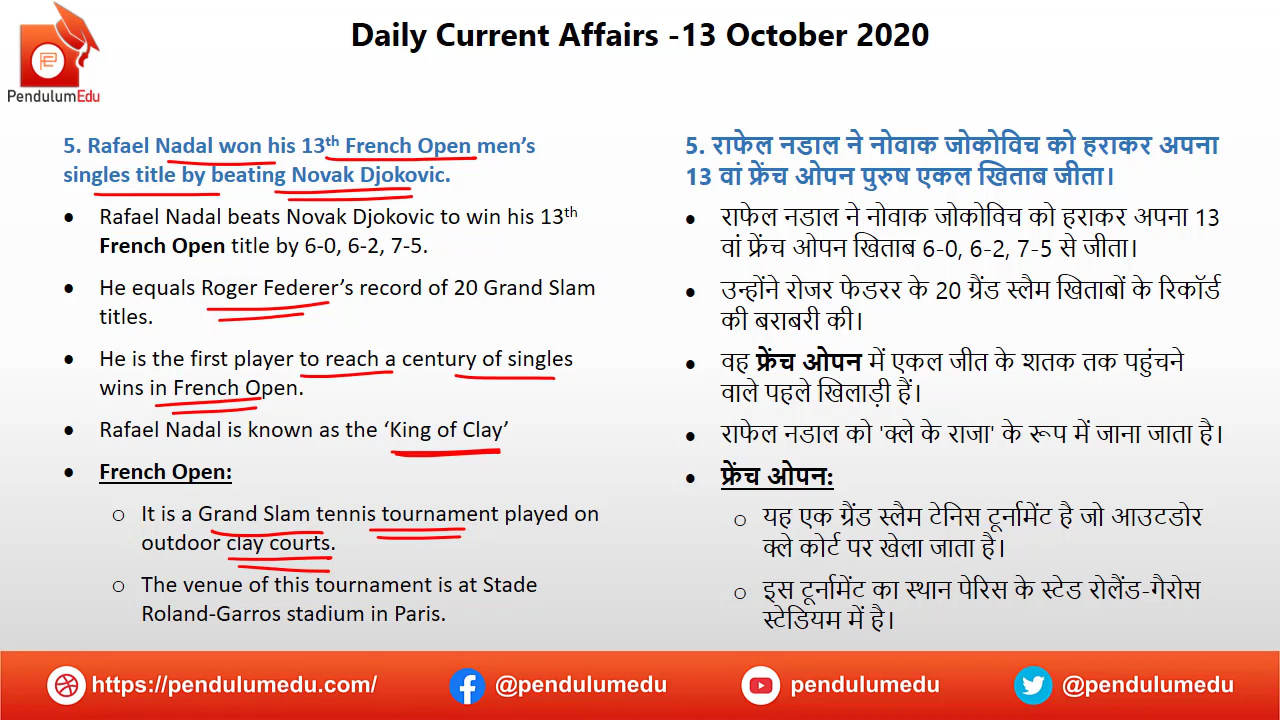 Daily Current Affairs -13 October 2020
PendulumEdu
5. Rafael Nadal won his 13th French Open men's
singles title by beating Novak Djokovic.
• Rafael Nadal beats Novak Djokovic to win his 13th
French Open title by 6-0, 6-2, 7-5.
• He equals Roger Federer's record of 20 Grand Slam
titles.
• He is the first player to reach a century of singles
wins in French Open.
• Rafael Nadal is known as the ‘King of Clay’
• French Open:
o It is a Grand Slam tennis tournament played on
outdoor clay courts.
o The venue of this tournament is at Stade
Roland-Garros stadium in Paris.
5. राफेल नडाल ने नोवाक जोकोविच को हराकर अपना
13 वां फ्रेंच ओपन पुरुष एकल खिताब जीता।
• राफेल नडाल ने नोवाक जोकोविच को हराकर अपना 13
वां फ्रेंच ओपन खिताब 6-0, 6-2, 7-5 से जीता।
• उन्होंने रोजर फेडरर के 20 ग्रैंड स्लैम खिताबों के रिकॉर्ड
की बराबरी की।
• वह फ्रेंच ओपन में एकल जीत के शतक तक पहुंचने
वाले पहले खिलाड़ी हैं।
• राफेल नडाल को 'क्ले के राजा' के रूप में जाना जाता है।
• फ्रेंच ओपन:
o यह एक ग्रैंड स्लैम टेनिस टूर्नामेंट है जो आउटडोर
क्ले कोर्ट पर खेला जाता है।
o इस टूर्नामेंट का स्थान पेरिस के स्टेड रोलैंड-गैरोस
स्टेडियम में है।
https://pendulumedu.com/
@pendulumedu
pendulumedu
@pendulumedu